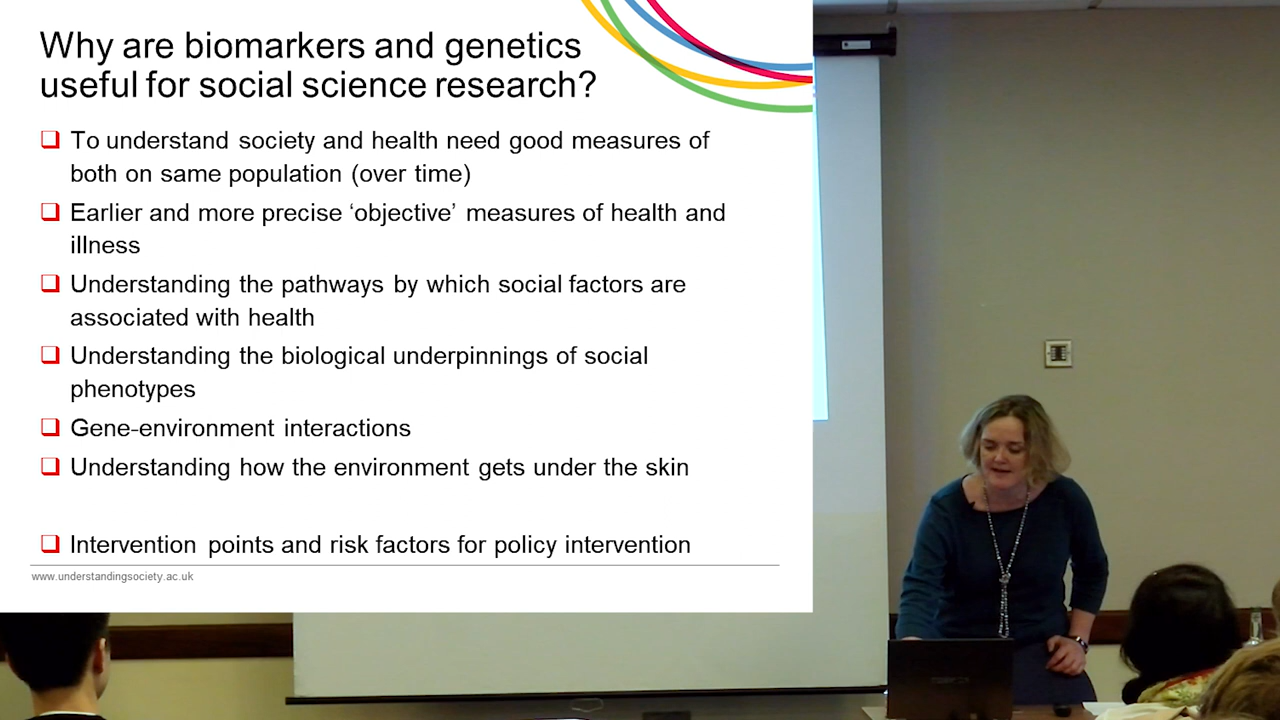 Why are biomarkers and genetics
useful for social science research?
To understand society and health need good measures of
both on same population (over time)
Earlier and more precise ‘objective’ measures of health and
illness
Understanding the pathways by which social factors are
associated with health
Understanding the biological underpinnings of social
phenotypes
Gene-environment interactions
Understanding how the environment gets under the skin
Intervention points and risk factors for policy intervention
www.understandingsociety.ac.uk